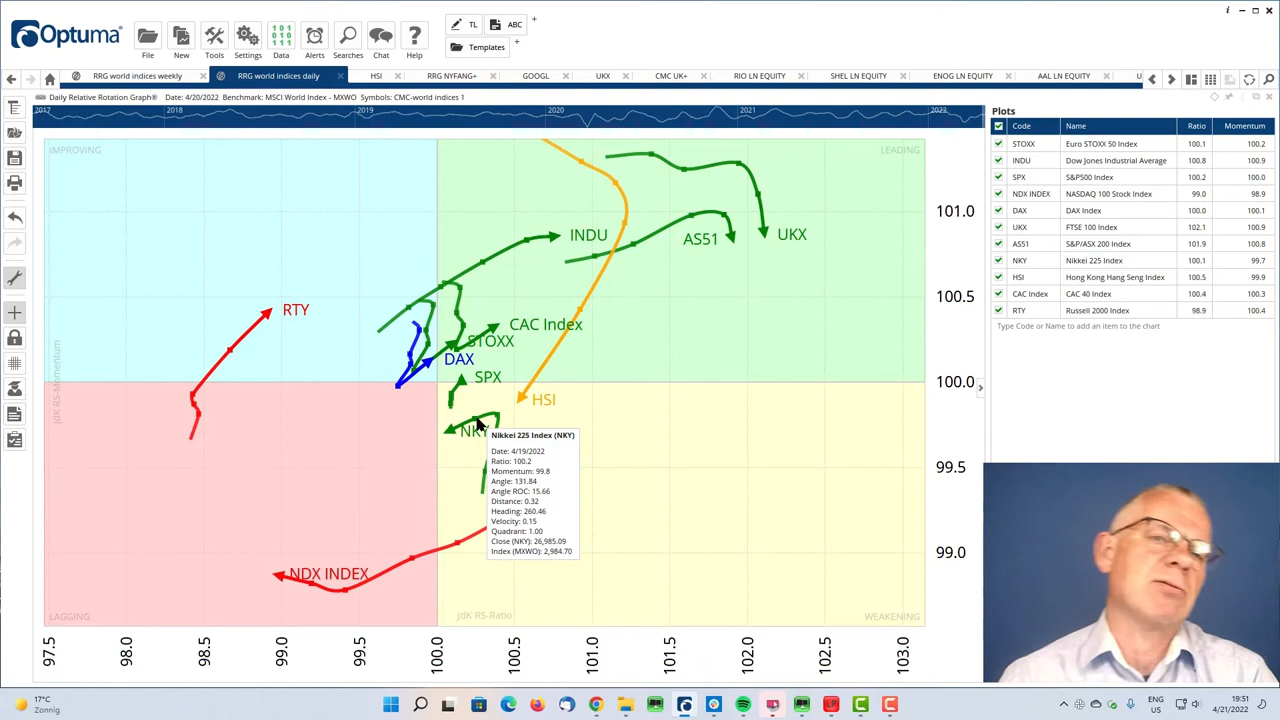 Optuma®
File
New
Tools
Settings
Data
Alerts
Searches
Chat
Help
TL
ABC
Templates
RRG world indices weekly
RRG world indices daily
HSI
RRG NYFANG+
GOOGL
UKX
CMC UK+
RIO LN EQUITY
SHEL LN EQUITY
ENOG LN EQUITY
AAL LN EQUITY
U
Daily Relative Rotation Graph® Date: 4/20/2022 Benchmark: MSCI World Index - MXWO Symbols: CMC-world indices 1
2017
2018
2019
2020
2021
2022
IMPROVING
LEADING
LAGGING
WEAKENING
JdK RS-Momentum
JdK RS-Ratio
INDU
AS51
UKX
RTY
CAC Index
STOXX
DAX
SPX
HSI
NKY
NDX INDEX
Nikkei 225 Index (NKY)
Date: 4/19/2022
Ratio: 100.2
Momentum: 99.8
Angle: 131.84
Angle ROC: 15.66
Distance: 0.32
Heading: 260.46
Velocity: 0.15
Quadrant: 1.00
Close (NKY): 26,985.09
Index (MXWO): 2,984.70
101.0
100.5
100.0
99.5
99.0
97.5
98.0
98.5
99.0
99.5
100.0
100.5
101.0
101.5
102.0
102.5
103.0
Plots
Code Name Ratio Momentum
STOXX Euro STOXX 50 Index 100.1 100.2
INDU Dow Jones Industrial Average 100.8 100.9
SPX S&P500 Index 100.2 100.0
NDX INDEX NASDAQ 100 Stock Index 99.0 98.9
DAX DAX Index 100.0 100.1
UKX FTSE 100 Index 102.1 100.9
AS51 S&P/ASX 200 Index 101.9 100.8
NKY Nikkei 225 Index 100.1 99.7
HSI Hong Kong Hang Seng Index 100.5 99.9
CAC Index CAC 40 Index 100.4 100.3
RTY Russell 2000 Index 98.9 100.4
Type Code or Name to add an item to the chart
17°C
Zonnig
ENG
US
19:51
4/21/2022